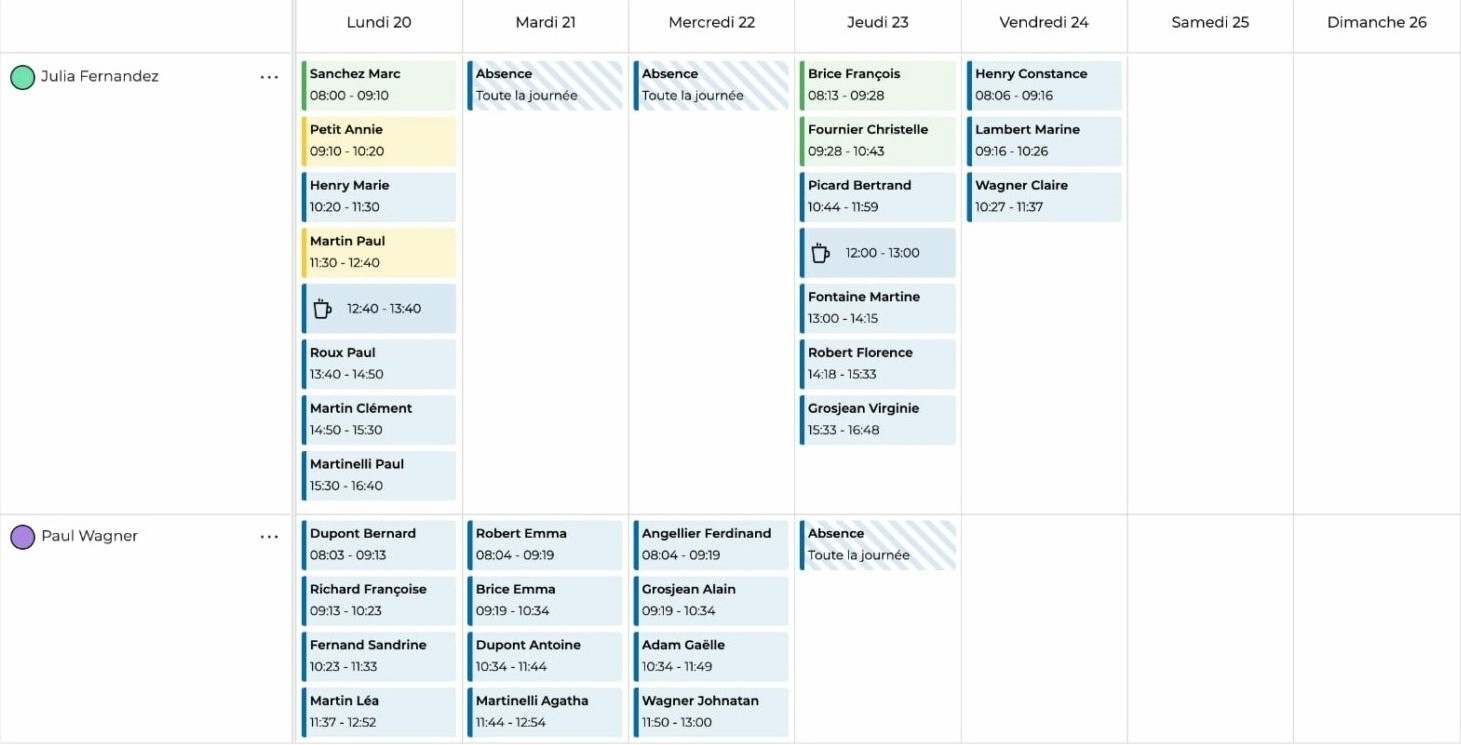 Lundi 20
Mardi 21
Mercredi 22
Jeudi 23
Vendredi 24
Samedi 25
Dimanche 26
Julia Fernandez
Sanchez Marc
08:00 - 09:10
Petit Annie
09:10 - 10:20
Henry Marie
10:20 - 11:30
Martin Paul
11:30 - 12:40
12:40 - 13:40
Roux Paul
13:40 - 14:50
Martin Clément
14:50 - 15:30
Martinelli Paul
15:30 - 16:40
Absence
Toute la journée
Absence
Toute la journée
Brice François
08:13 - 09:28
Fournier Christelle
09:28 - 10:43
Picard Bertrand
10:44 - 11:59
12:00 - 13:00
Fontaine Martine
13:00 - 14:15
Robert Florence
14:18 - 15:33
Grosjean Virginie
15:33 - 16:48
Henry Constance
08:06 - 09:16
Lambert Marine
09:16 - 10:26
Wagner Claire
10:27 - 11:37
Paul Wagner
Dupont Bernard
08:03 - 09:13
Richard Françoise
09:13 - 10:23
Fernand Sandrine
10:23 - 11:33
Martin Léa
11:37 - 12:52
Robert Emma
08:04 - 09:19
Brice Emma
09:19 - 10:34
Dupont Antoine
10:34 - 11:44
Martinelli Agatha
11:44 - 12:54
Angellier Ferdinand
08:04 - 09:19
Grosjean Alain
09:19 - 10:34
Adam Gaëlle
10:34 - 11:49
Wagner Johnatan
11:50 - 13:00
Absence
Toute la journée